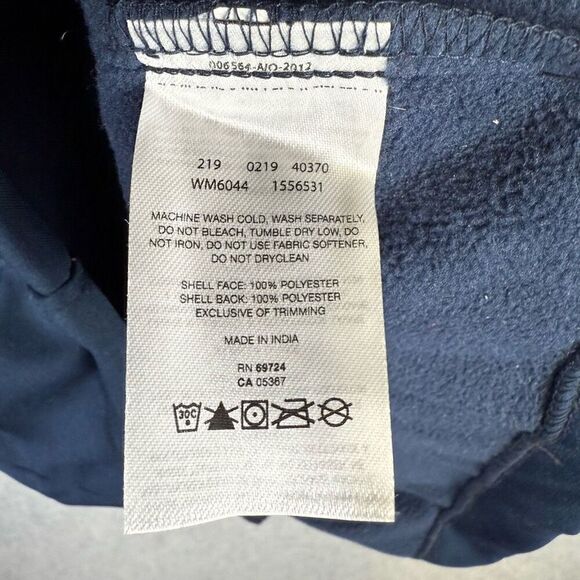 006564-AIO-2012
219 0219 40370
WM6044 1556531
MACHINE WASH COLD, WASH SEPARATELY,
DO NOT BLEACH, TUMBLE DRY LOW, DO
NOT IRON, DO NOT USE FABRIC SOFTENER,
DO NOT DRYCLEAN
SHELL FACE: 100% POLYESTER
SHELL BACK: 100% POLYESTER
EXCLUSIVE OF TRIMMING
MADE IN INDIA
RN 69724
CA 05367
30C